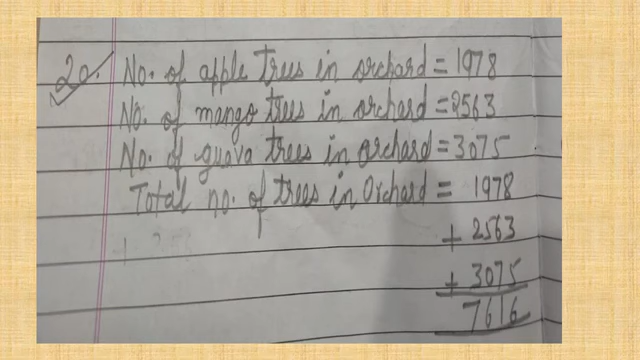 20. No. of apple trees in orchard = 1978
No. of mango trees in orchard = 2563
No. of guava trees in orchard = 3075
Total no. of trees in Orchard = 1978
+ 2563
+ 3075
7616